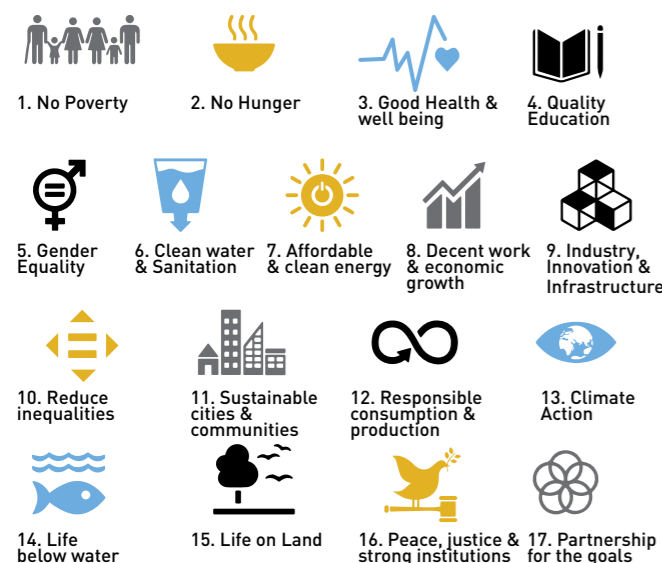 1. No Poverty
2. No Hunger
3. Good Health &
well being
4. Quality
Education
5. Gender
Equality
6. Clean water
& Sanitation
7. Affordable
& clean energy
8. Decent work
& economic
growth
9. Industry,
Innovation &
Infrastructure
10. Reduce
inequalities
11. Sustainable
cities &
communities
12. Responsible
consumption &
production
13. Climate
Action
14. Life
below water
15. Life on Land
16. Peace, justice &
strong institutions
17. Partnership
for the goals